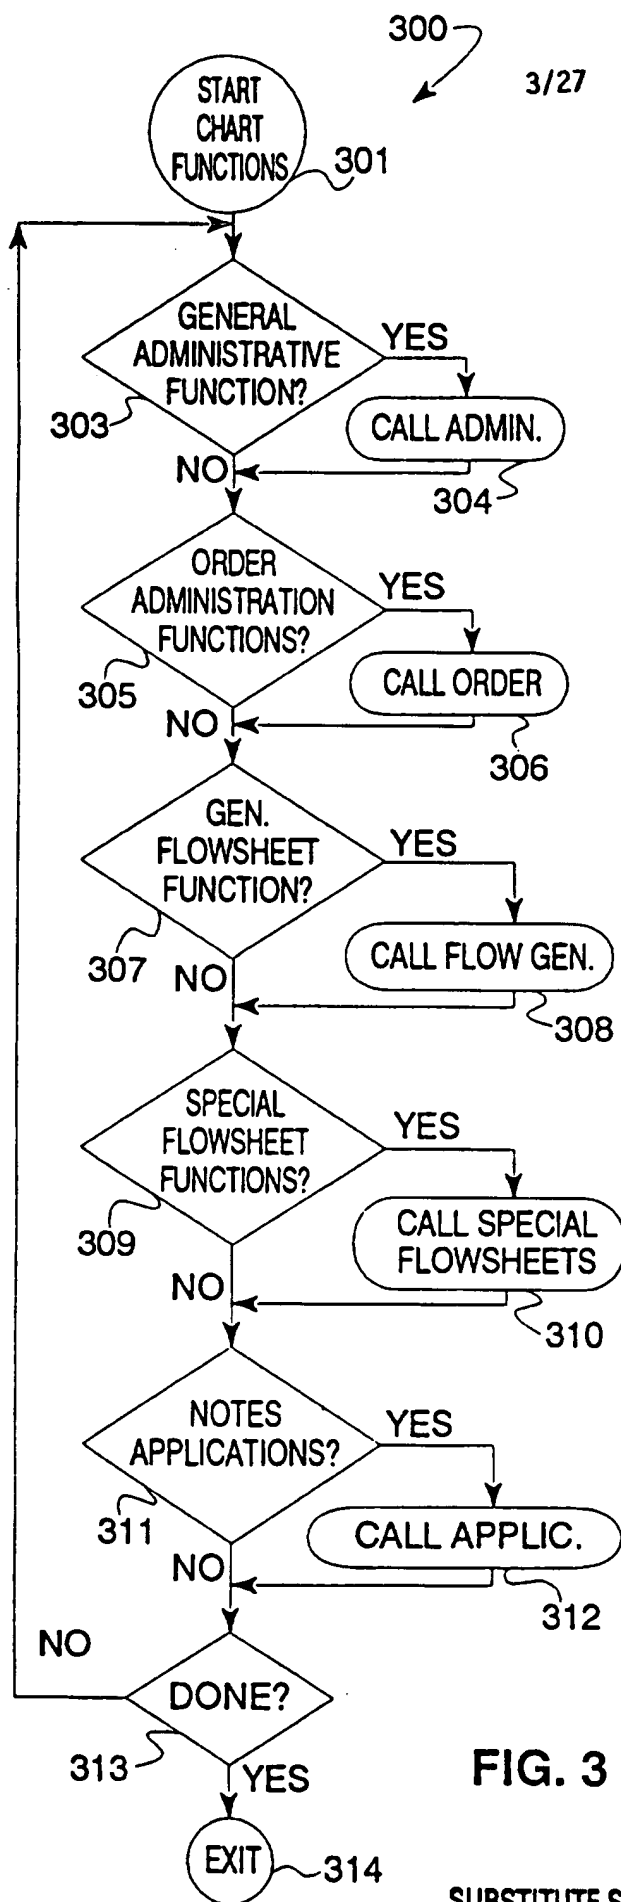 300
3/27
START
CHART
FUNCTIONS
301
GENERAL
ADMINISTRATIVE
FUNCTION?
YES
303
CALL ADMIN.
NO
304
ORDER
ADMINISTRATION
FUNCTIONS?
YES
305
CALL ORDER
NO
306
GEN.
FLOWSHEET
FUNCTION?
YES
307
CALL FLOW GEN.
NO
308
SPECIAL
FLOWSHEET
FUNCTIONS?
YES
309
CALL SPECIAL
FLOWSHEETS
NO
310
NOTES
APPLICATIONS?
YES
311
CALL APPLIC.
NO
312
NO
DONE?
313
YES
FIG. 3
EXIT
314
SUBSTITUTE S